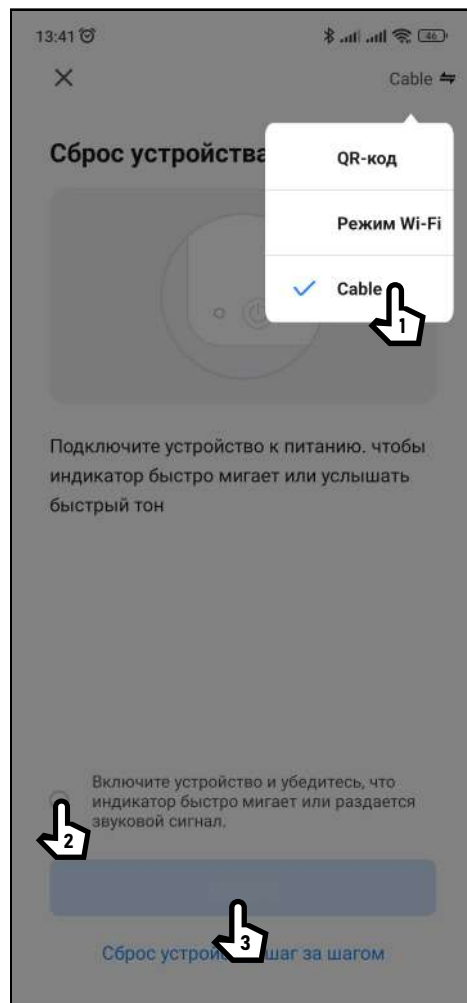 13:41
46
Cable
Сброс устройства
QR-код
Режим Wi-Fi
Cable
1
Подключите устройство к питанию. чтобы
индикатор быстро мигает или услышать
быстрый тон
Включите устройство и убедитесь, что
индикатор быстро мигает или раздается
звуковой сигнал.
2
3
Сброс шаг за шагом